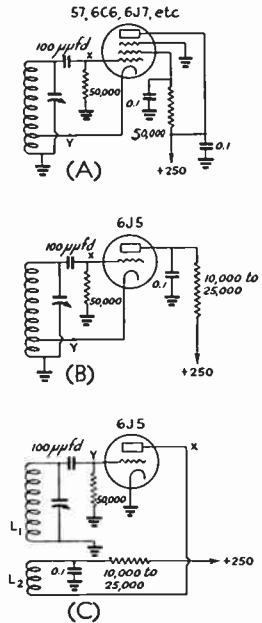 57, 6C6, 6J7, etc
100 μμfd
X
50,000
0.1
50,000
0.1
Y
+250
(A)
6J5
100 μμfd
X
50,000
0.1
10,000 to
25,000
Y
+250
(B)
6J5
100 μμfd
Y
X
50,000
L1
+250
L2
0.1
10,000 to
25,000
(C)